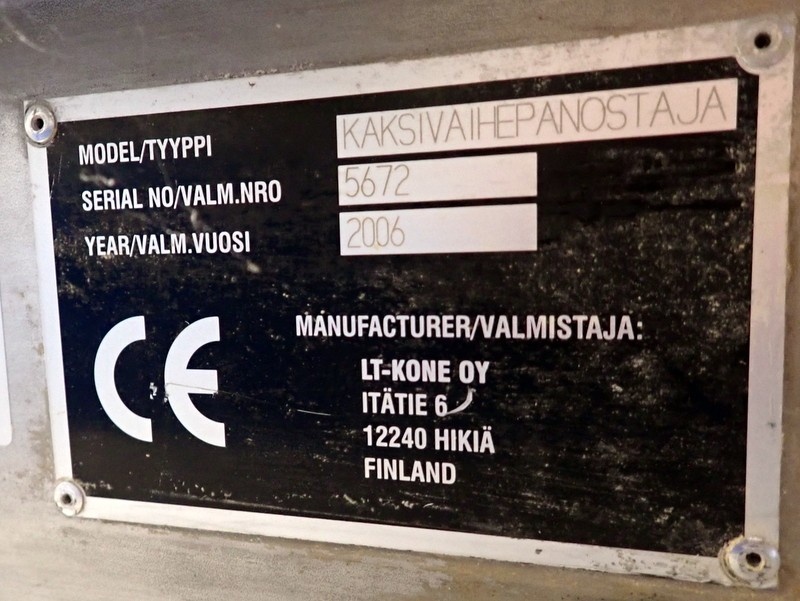 MODEL/TYYPPI KAKSIVAIHEPANOSTAJA
SERIAL NO/VALM.NRO 5672
YEAR/VALM.VUOSI 2006
CE
MANUFACTURER/VALMISTAJA:
LT-KONE OY
ITÄTIE 6
12240 HIKIÄ
FINLAND